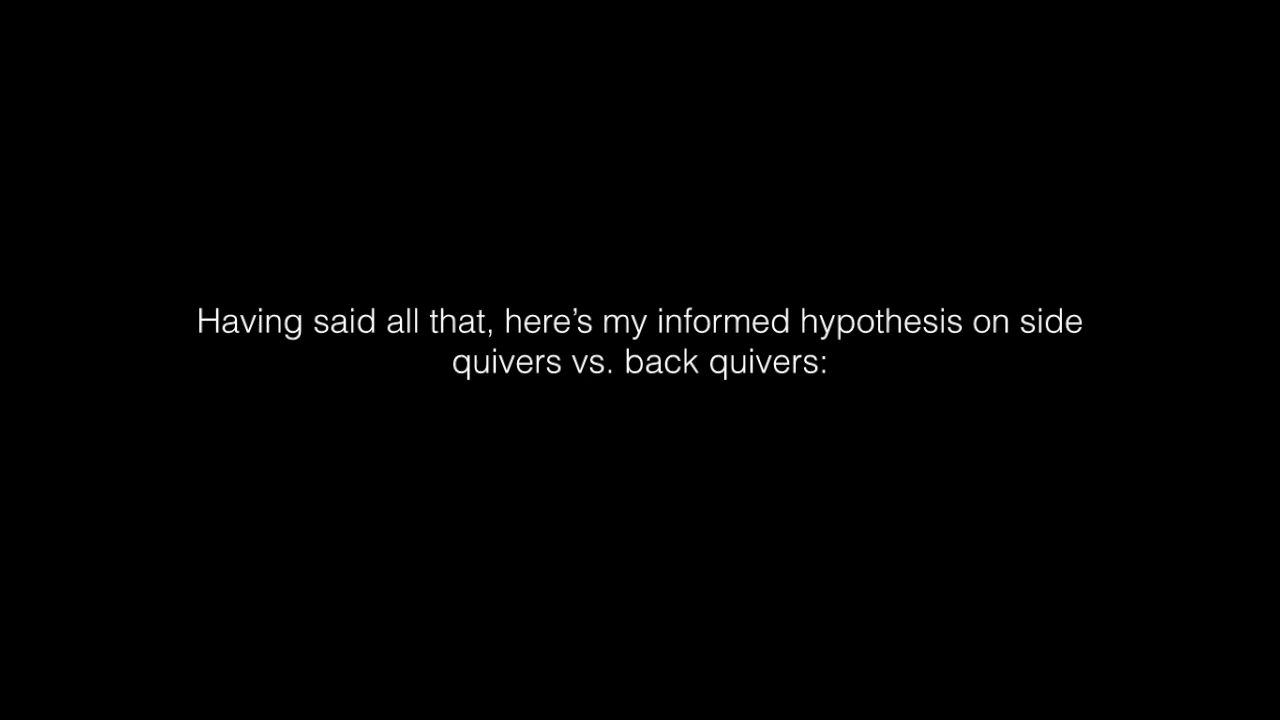 Having said all that, here’s my informed hypothesis on side
quivers vs. back quivers: